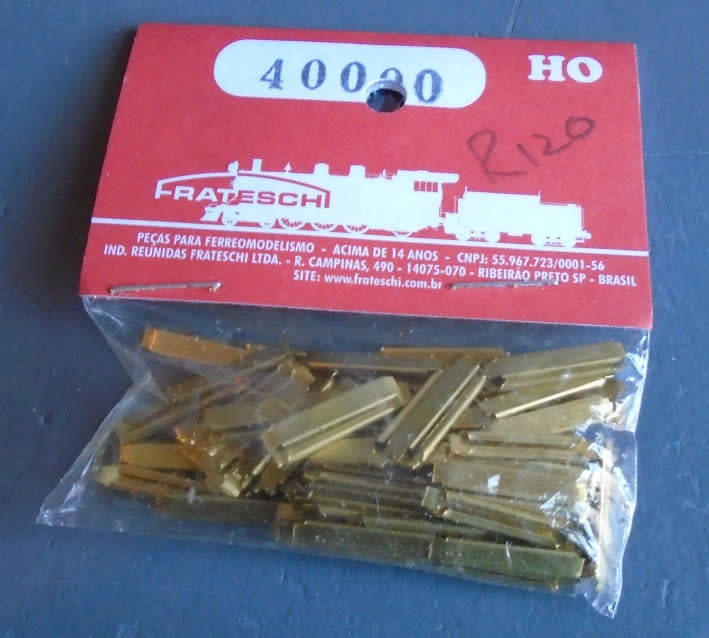 40000
HO
R120
FRATESCHI
PEÇAS PARA FERREOMODELISMO - ACIMA DE 14 ANOS - CNPJ: 55.967.723/0001-56
IND. REUNIDAS FRATESCHI LTDA. - R. CAMPINAS, 490 - 14075-070 - RIBEIRÃO PRETO SP - BRASIL
SITE: www.frateschi.com.br